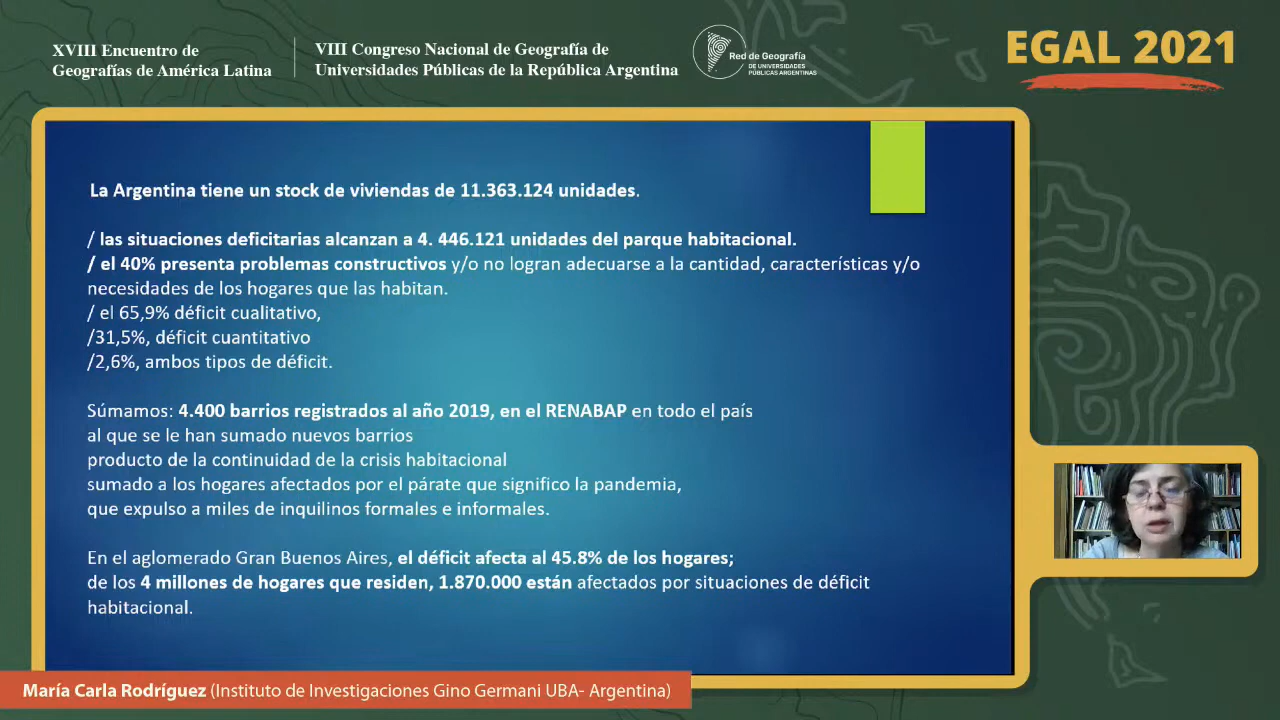 XVIII Encuentro de
Geografías de América Latina
VIII Congreso Nacional de Geografía de
Universidades Públicas de la República Argentina
Red de Geografía
DE UNIVERSIDADES
PÚBLICAS ARGENTINAS
EGAL 2021
La Argentina tiene un stock de viviendas de 11.363.124 unidades.
/ las situaciones deficitarias alcanzan a 4. 446.121 unidades del parque habitacional.
/ el 40% presenta problemas constructivos y/o no logran adecuarse a la cantidad, características y/o
necesidades de los hogares que las habitan.
/ el 65,9% déficit cualitativo,
/31,5%, déficit cuantitativo
/2,6%, ambos tipos de déficit.
Súmamos: 4.400 barrios registrados al año 2019, en el RENABAP en todo el país
al que se le han sumado nuevos barrios
producto de la continuidad de la crisis habitacional
sumado a los hogares afectados por el párate que significo la pandemia,
que expulso a miles de inquilinos formales e informales.
En el aglomerado Gran Buenos Aires, el déficit afecta al 45.8% de los hogares;
de los 4 millones de hogares que residen, 1.870.000 están afectados por situaciones de déficit
habitacional.
María Carla Rodríguez (Instituto de Investigaciones Gino Germani UBA- Argentina)